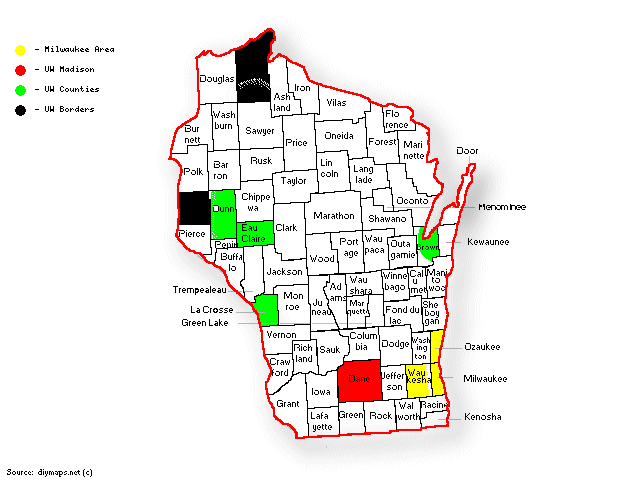 - Milwaukee Area
- UW Madison
- UW Counties
- UW Borders
Douglas
Iron
Ash
land
Vilas
Wash
burn
Sawyer
Flo
rence
Bur
nett
Price
Oneida
Forest
Mari
nette
Door
Polk
Bar
ron
Rusk
Lin
coln
Lang
lade
Taylor
Dunn
Chippe
wa
Oconto
Menominee
Marathon
Shawano
Pierce
Eau
Claire
Clark
Pepin
Buffa
lo
Wood
Port
age
Wau
paca
Outa
gamie
Brown
Kewaunee
Jackson
Trempealeau
Mon
roe
Ju
neau
Ad
ams
Wau
shara
Winne
bago
Cal
u
met
Mani
to
woc
La Crosse
Green Lake
Mar
quette
Fond du
lac
She
boy
gan
Vernon
Colum
bia
Dodge
Wash
ing
ton
Ozaukee
Rich
land
Sauk
Craw
ford
Dane
Jeffer
son
Wau
kesha
Milwaukee
Iowa
Grant
Lafa
yette
Green
Rock
Wal
worth
Racine
Kenosha
Source: diymaps.net (c)